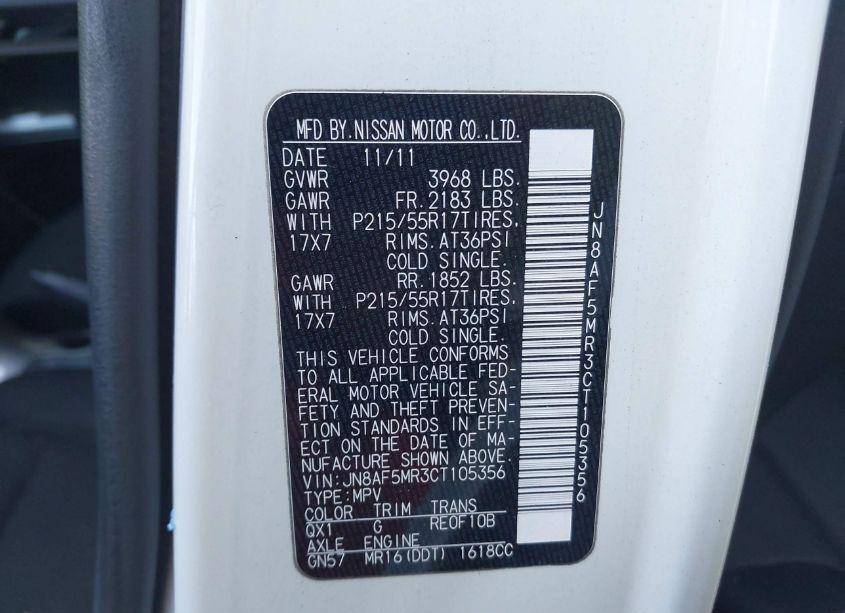 MFD BY.NISSAN MOTOR CO.,LTD.
DATE 11/11
GVWR 3968 LBS.
GAWR FR.2183 LBS.
WITH P215/55R17TIRES,
17X7 RIMS.AT36PSI
COLD SINGLE.
GAWR RR.1852 LBS.
WITH P215/55R17TIRES,
17X7 RIMS.AT36PSI
COLD SINGLE.
THIS VEHICLE CONFORMS
TO ALL APPLICABLE FED-
ERAL MOTOR VEHICLE SA-
FETY AND THEFT PREVEN-
TION STANDARDS IN EFF-
ECT ON THE DATE OF MA-
NUFACTURE SHOWN ABOVE.
VIN:JN8AF5MR3CT105356
TYPE:MPV
COLOR TRIM TRANS
QX1 G RE0F10B
AXLE ENGINE
GN57 MR16(DDT) 1618CC
JN8AF5MR3CT105356